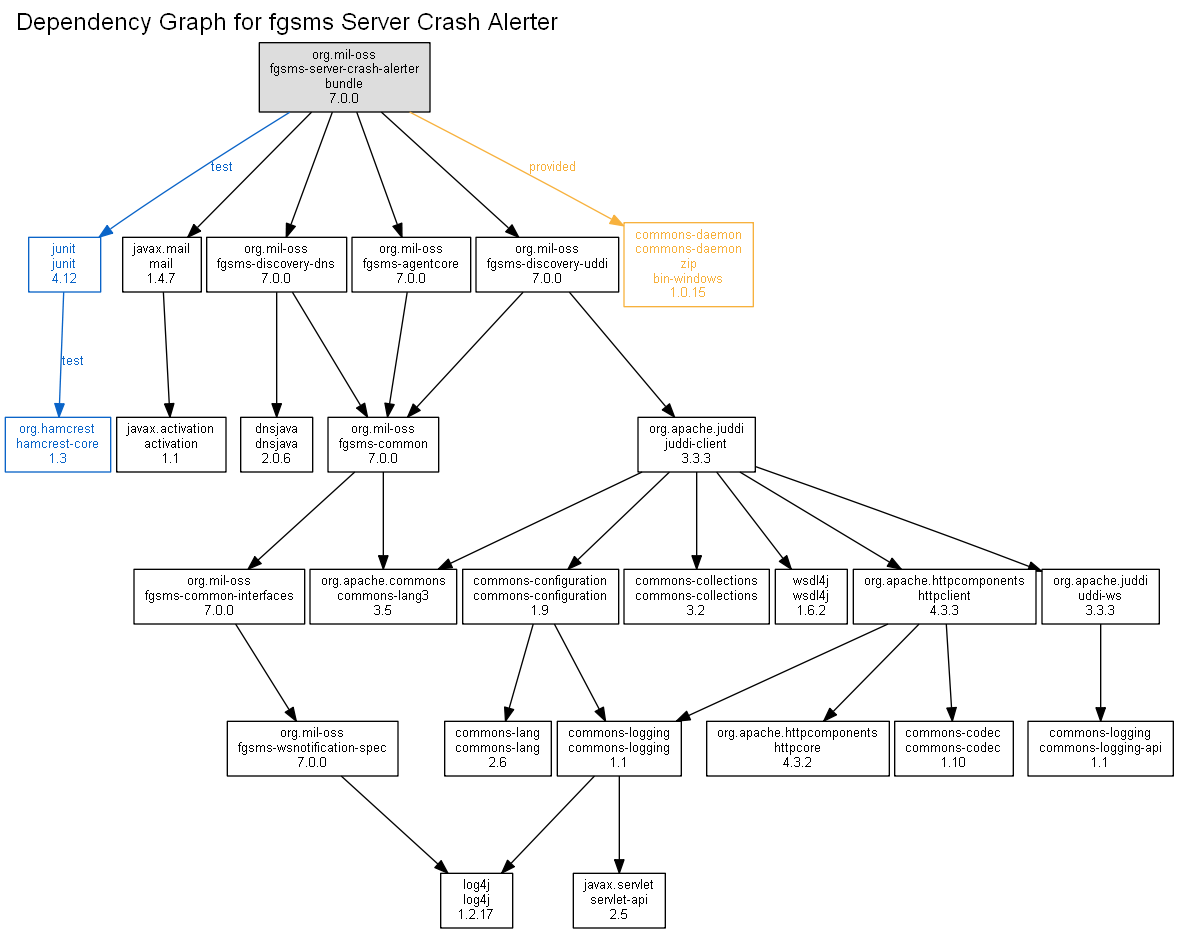 Dependency Graph for fgsms Server Crash Alerter
org.mil-oss
fgsms-server-crash-alerter
bundle
7.0.0
test
provided
junit
junit
4.12
javax.mail
mail
1.4.7
org.mil-oss
fgsms-discovery-dns
7.0.0
org.mil-oss
fgsms-agentcore
7.0.0
org.mil-oss
fgsms-discovery-uddi
7.0.0
commons-daemon
commons-daemon
zip
bin-windows
1.0.15
test
org.hamcrest
hamcrest-core
1.3
javax.activation
activation
1.1
dnsjava
dnsjava
2.0.6
org.mil-oss
fgsms-common
7.0.0
org.apache.juddi
juddi-client
3.3.3
org.mil-oss
fgsms-common-interfaces
7.0.0
org.apache.commons
commons-lang3
3.5
commons-configuration
commons-configuration
1.9
commons-collections
commons-collections
3.2
wsdl4j
wsdl4j
1.6.2
org.apache.httpcomponents
httpclient
4.3.3
org.apache.juddi
uddi-ws
3.3.3
org.mil-oss
fgsms-wsnotification-spec
7.0.0
commons-lang
commons-lang
2.6
commons-logging
commons-logging
1.1
org.apache.httpcomponents
httpcore
4.3.2
commons-codec
commons-codec
1.10
commons-logging
commons-logging-api
1.1
log4j
log4j
1.2.17
javax.servlet
servlet-api
2.5